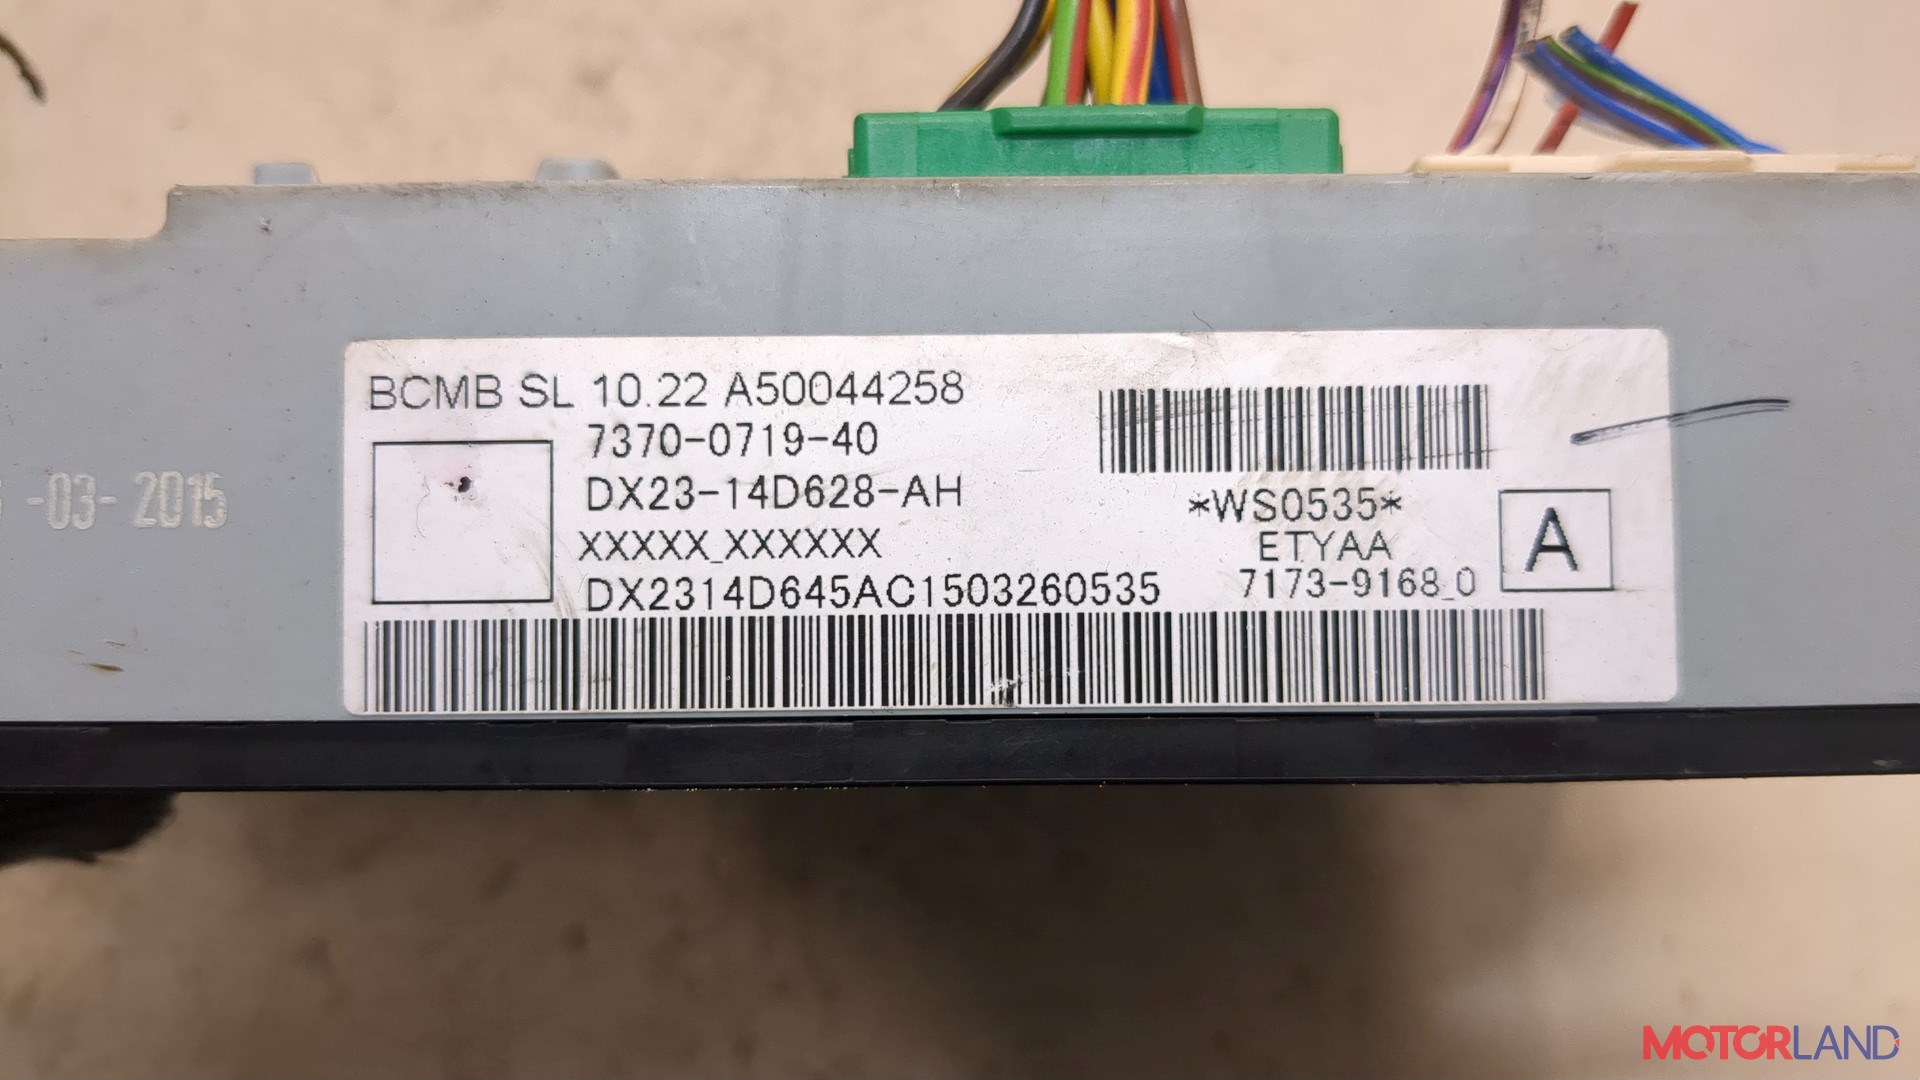 BCMB SL 10.22 A50044258
7370-0719-40
DX23-14D628-AH
XXXXX_XXXXXX
DX2314D645AC1503260535
*WS0535*
ETYAA
7173-9168_0
A
-03- 2015
MOTORLAND